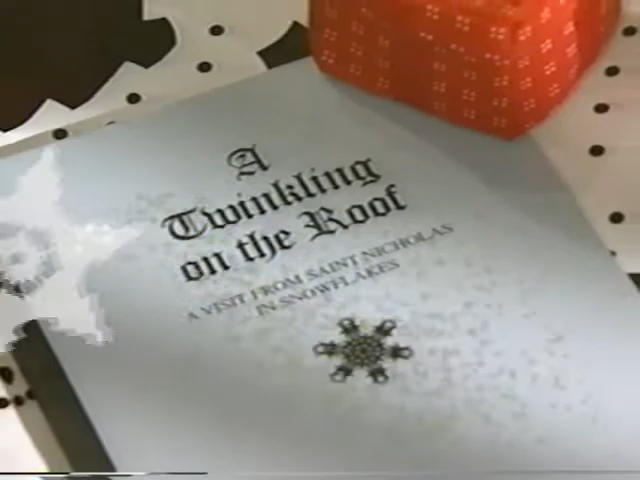 A
Twinkling
on the Roof
A VISIT FROM SAINT NICHOLAS
IN SNOWFLAKES